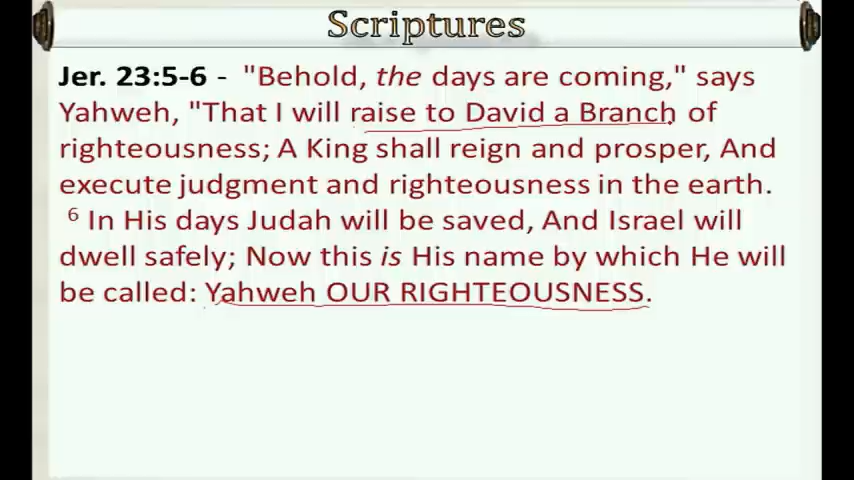 Scriptures
Jer. 23:5-6 - "Behold, the days are coming," says
Yahweh, "That I will raise to David a Branch of
righteousness; A King shall reign and prosper, And
execute judgment and righteousness in the earth.
6 In His days Judah will be saved, And Israel will
dwell safely; Now this is His name by which He will
be called: Yahweh OUR RIGHTEOUSNESS.